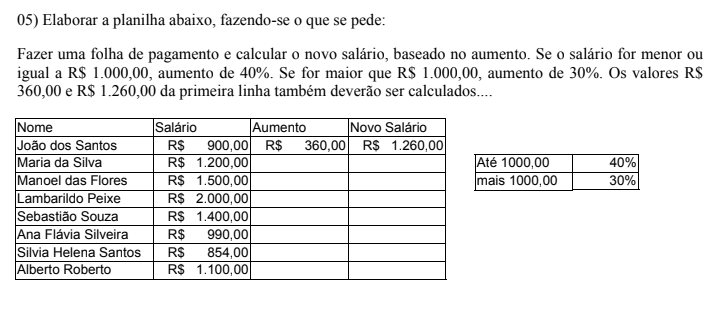 05) Elaborar a planilha abaixo, fazendo-se o que se pede:
Fazer uma folha de pagamento e calcular o novo salário, baseado no aumento. Se o salário for menor ou
igual a R$ 1.000,00, aumento de 40%. Se for maior que R$ 1.000,00, aumento de 30%. Os valores R$
360,00 e R$ 1.260,00 da primeira linha também deverão ser calculados....
Nome Salário Aumento Novo Salário
João dos Santos R$ 900,00 R$ 360,00 R$ 1.260,00
Maria da Silva R$ 1.200,00
Manoel das Flores R$ 1.500,00
Lambarildo Peixe R$ 2.000,00
Sebastião Souza R$ 1.400,00
Ana Flávia Silveira R$ 990,00
Silvia Helena Santos R$ 854,00
Alberto Roberto R$ 1.100,00
Até 1000,00 40%
mais 1000,00 30%